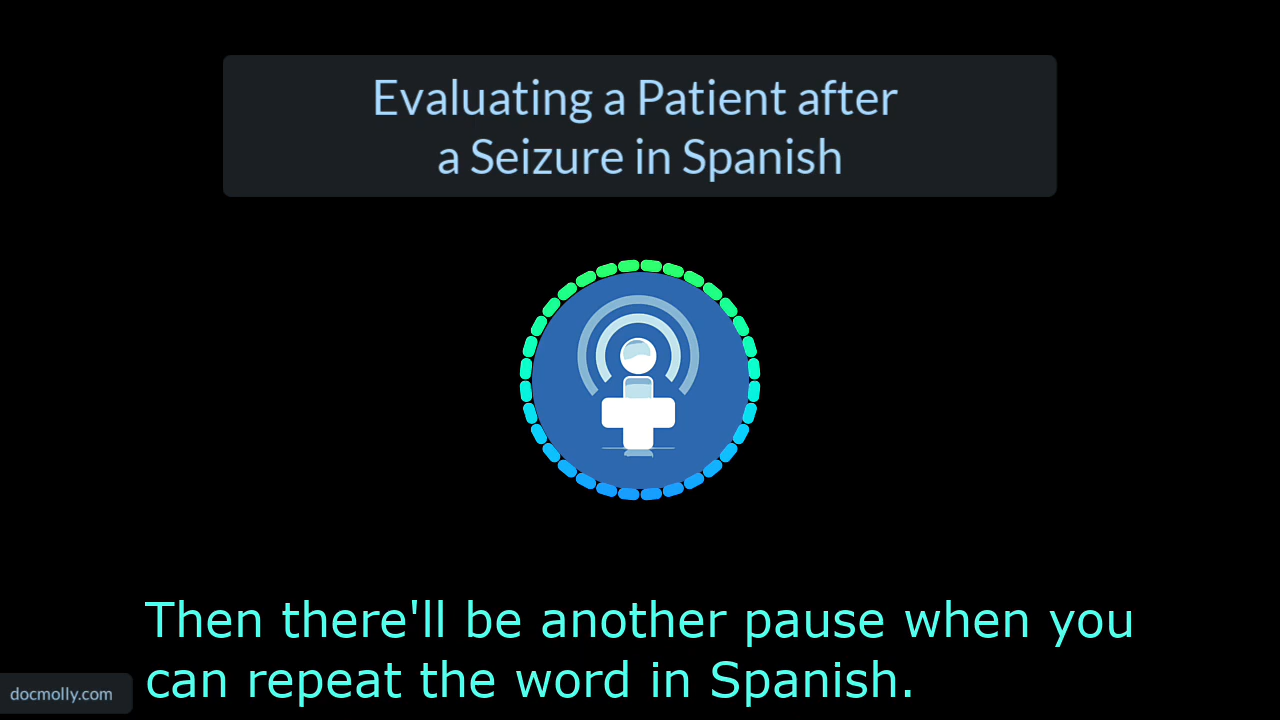 Evaluating a Patient after
a Seizure in Spanish
Then there'll be another pause when you
can repeat the word in Spanish.
docmolly.com